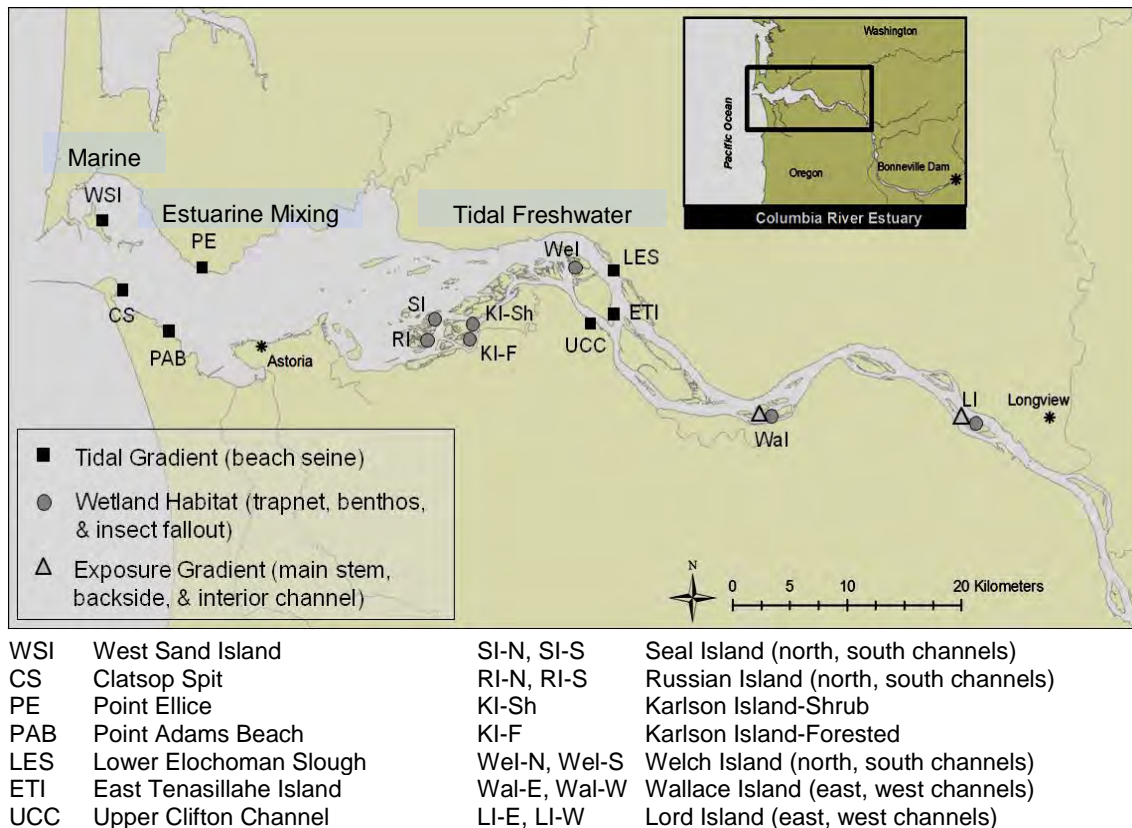 Washington
Pacific Ocean
Oregon
Bonneville Dam
Columbia River Estuary
Marine
WSI
Estuarine Mixing
Tidal Freshwater
PE
WeI
LES
CS
SI
KI-Sh
ETI
PAB
RI
KI-F
UCC
Astoria
LI
Longview
WaI
Tidal Gradient (beach seine)
Wetland Habitat (trapnet, benthos,
& insect fallout)
Exposure Gradient (main stem,
backside, & interior channel)
N
0 5 10 20 Kilometers
WSI West Sand Island
CS Clatsop Spit
PE Point Ellice
PAB Point Adams Beach
LES Lower Elochoman Slough
ETI East Tenasillahe Island
UCC Upper Clifton Channel
SI-N, SI-S Seal Island (north, south channels)
RI-N, RI-S Russian Island (north, south channels)
KI-Sh Karlson Island-Shrub
KI-F Karlson Island-Forested
WeI-N, WeI-S Welch Island (north, south channels)
WaI-E, WaI-W Wallace Island (east, west channels)
LI-E, LI-W Lord Island (east, west channels)